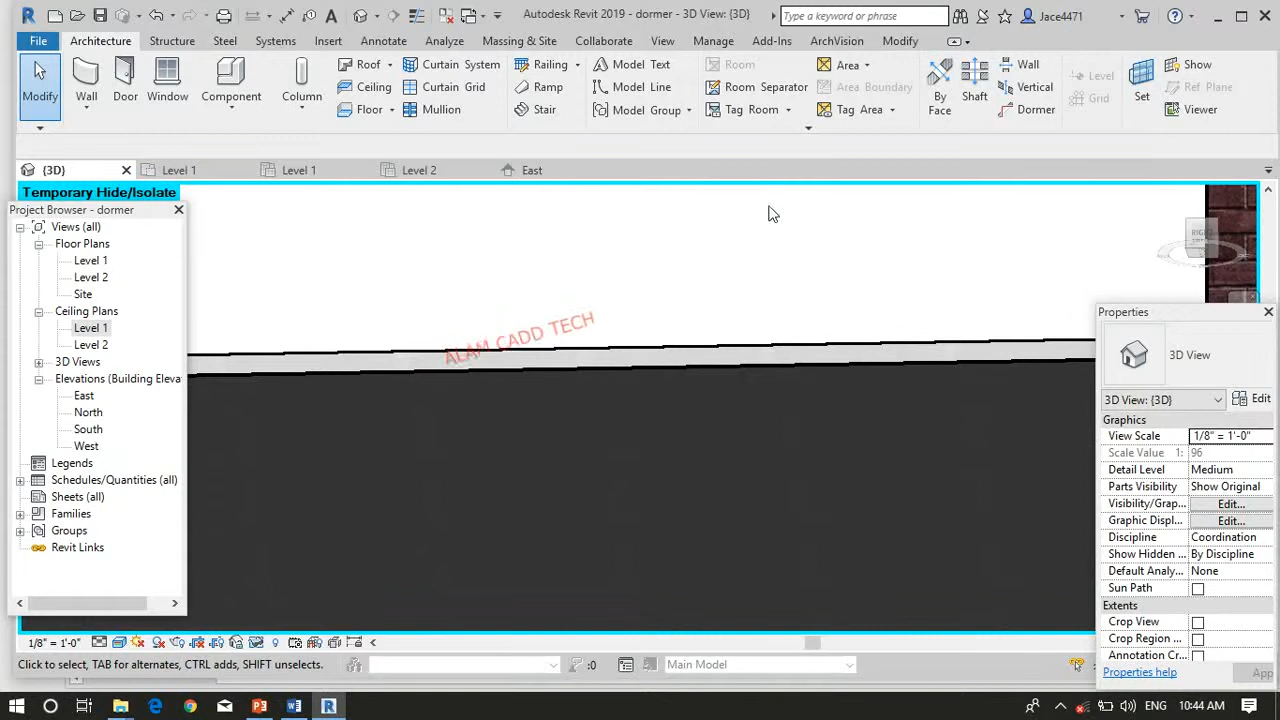 Autodesk Revit 2019 - dormer - 3D View: {3D}
Type a keyword or phrase
Jace4471
File
Architecture
Structure
Steel
Systems
Insert
Annotate
Analyze
Massing & Site
Collaborate
View
Manage
Add-Ins
ArchVision
Modify
Modify
Wall
Door
Window
Component
Column
Roof
Ceiling
Floor
Curtain System
Curtain Grid
Mullion
Railing
Ramp
Stair
Model Text
Model Line
Model Group
Room
Room Separator
Tag Room
Area
Area Boundary
Tag Area
By Face
Shaft
Wall
Vertical
Dormer
Level
Grid
Set
Show
Ref Plane
Viewer
{3D}
Level 1
Level 1
Level 2
East
Temporary Hide/Isolate
Project Browser - dormer
Views (all)
Floor Plans
Level 1
Level 2
Site
Ceiling Plans
Level 1
Level 2
3D Views
Elevations (Building Eleva
East
North
South
West
Legends
Schedules/Quantities (all)
Sheets (all)
Families
Groups
Revit Links
ALAM CADD TECH
Properties
3D View
3D View: {3D}
Edit
Graphics
View Scale 1/8" = 1'-0"
Scale Value 1: 96
Detail Level Medium
Parts Visibility Show Original
Visibility/Grap... Edit...
Graphic Displ... Edit...
Discipline Coordination
Show Hidden ... By Discipline
Default Analy... None
Sun Path
Extents
Crop View
Crop Region ...
Annotation Cr...
Properties help
App
1/8" = 1'-0"
Click to select, TAB for alternates, CTRL adds, SHIFT unselects.
:0
Main Model
ENG
10:44 AM